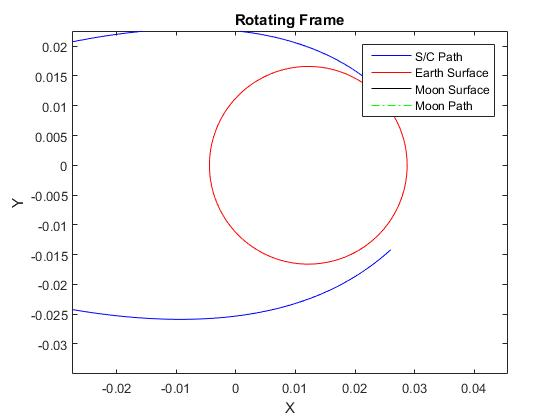 Rotating Frame
S/C Path
Earth Surface
Moon Surface
Moon Path
0.02
0.015
0.01
0.005
0
-0.005
-0.01
-0.015
-0.02
-0.025
-0.03
Y
-0.02 -0.01 0 0.01 0.02 0.03 0.04
X